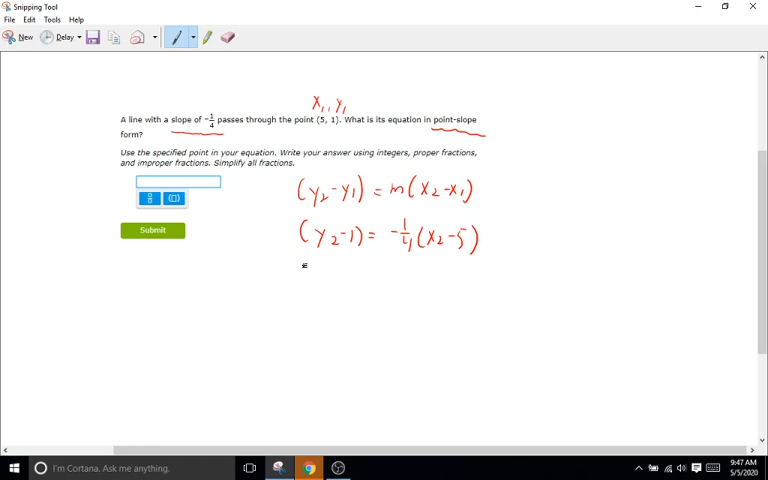 Snipping Tool
File Edit Tools Help
New Delay
x₁, y₁
A line with a slope of -1/4 passes through the point (5, 1). What is its equation in point-slope
form?
Use the specified point in your equation. Write your answer using integers, proper fractions,
and improper fractions. Simplify all fractions.
(y₂-y₁) = m(x₂-x₁)
Submit
(y₂-1) = -1/4(x₂-5)
I'm Cortana. Ask me anything.
9:47 AM
5/5/2020